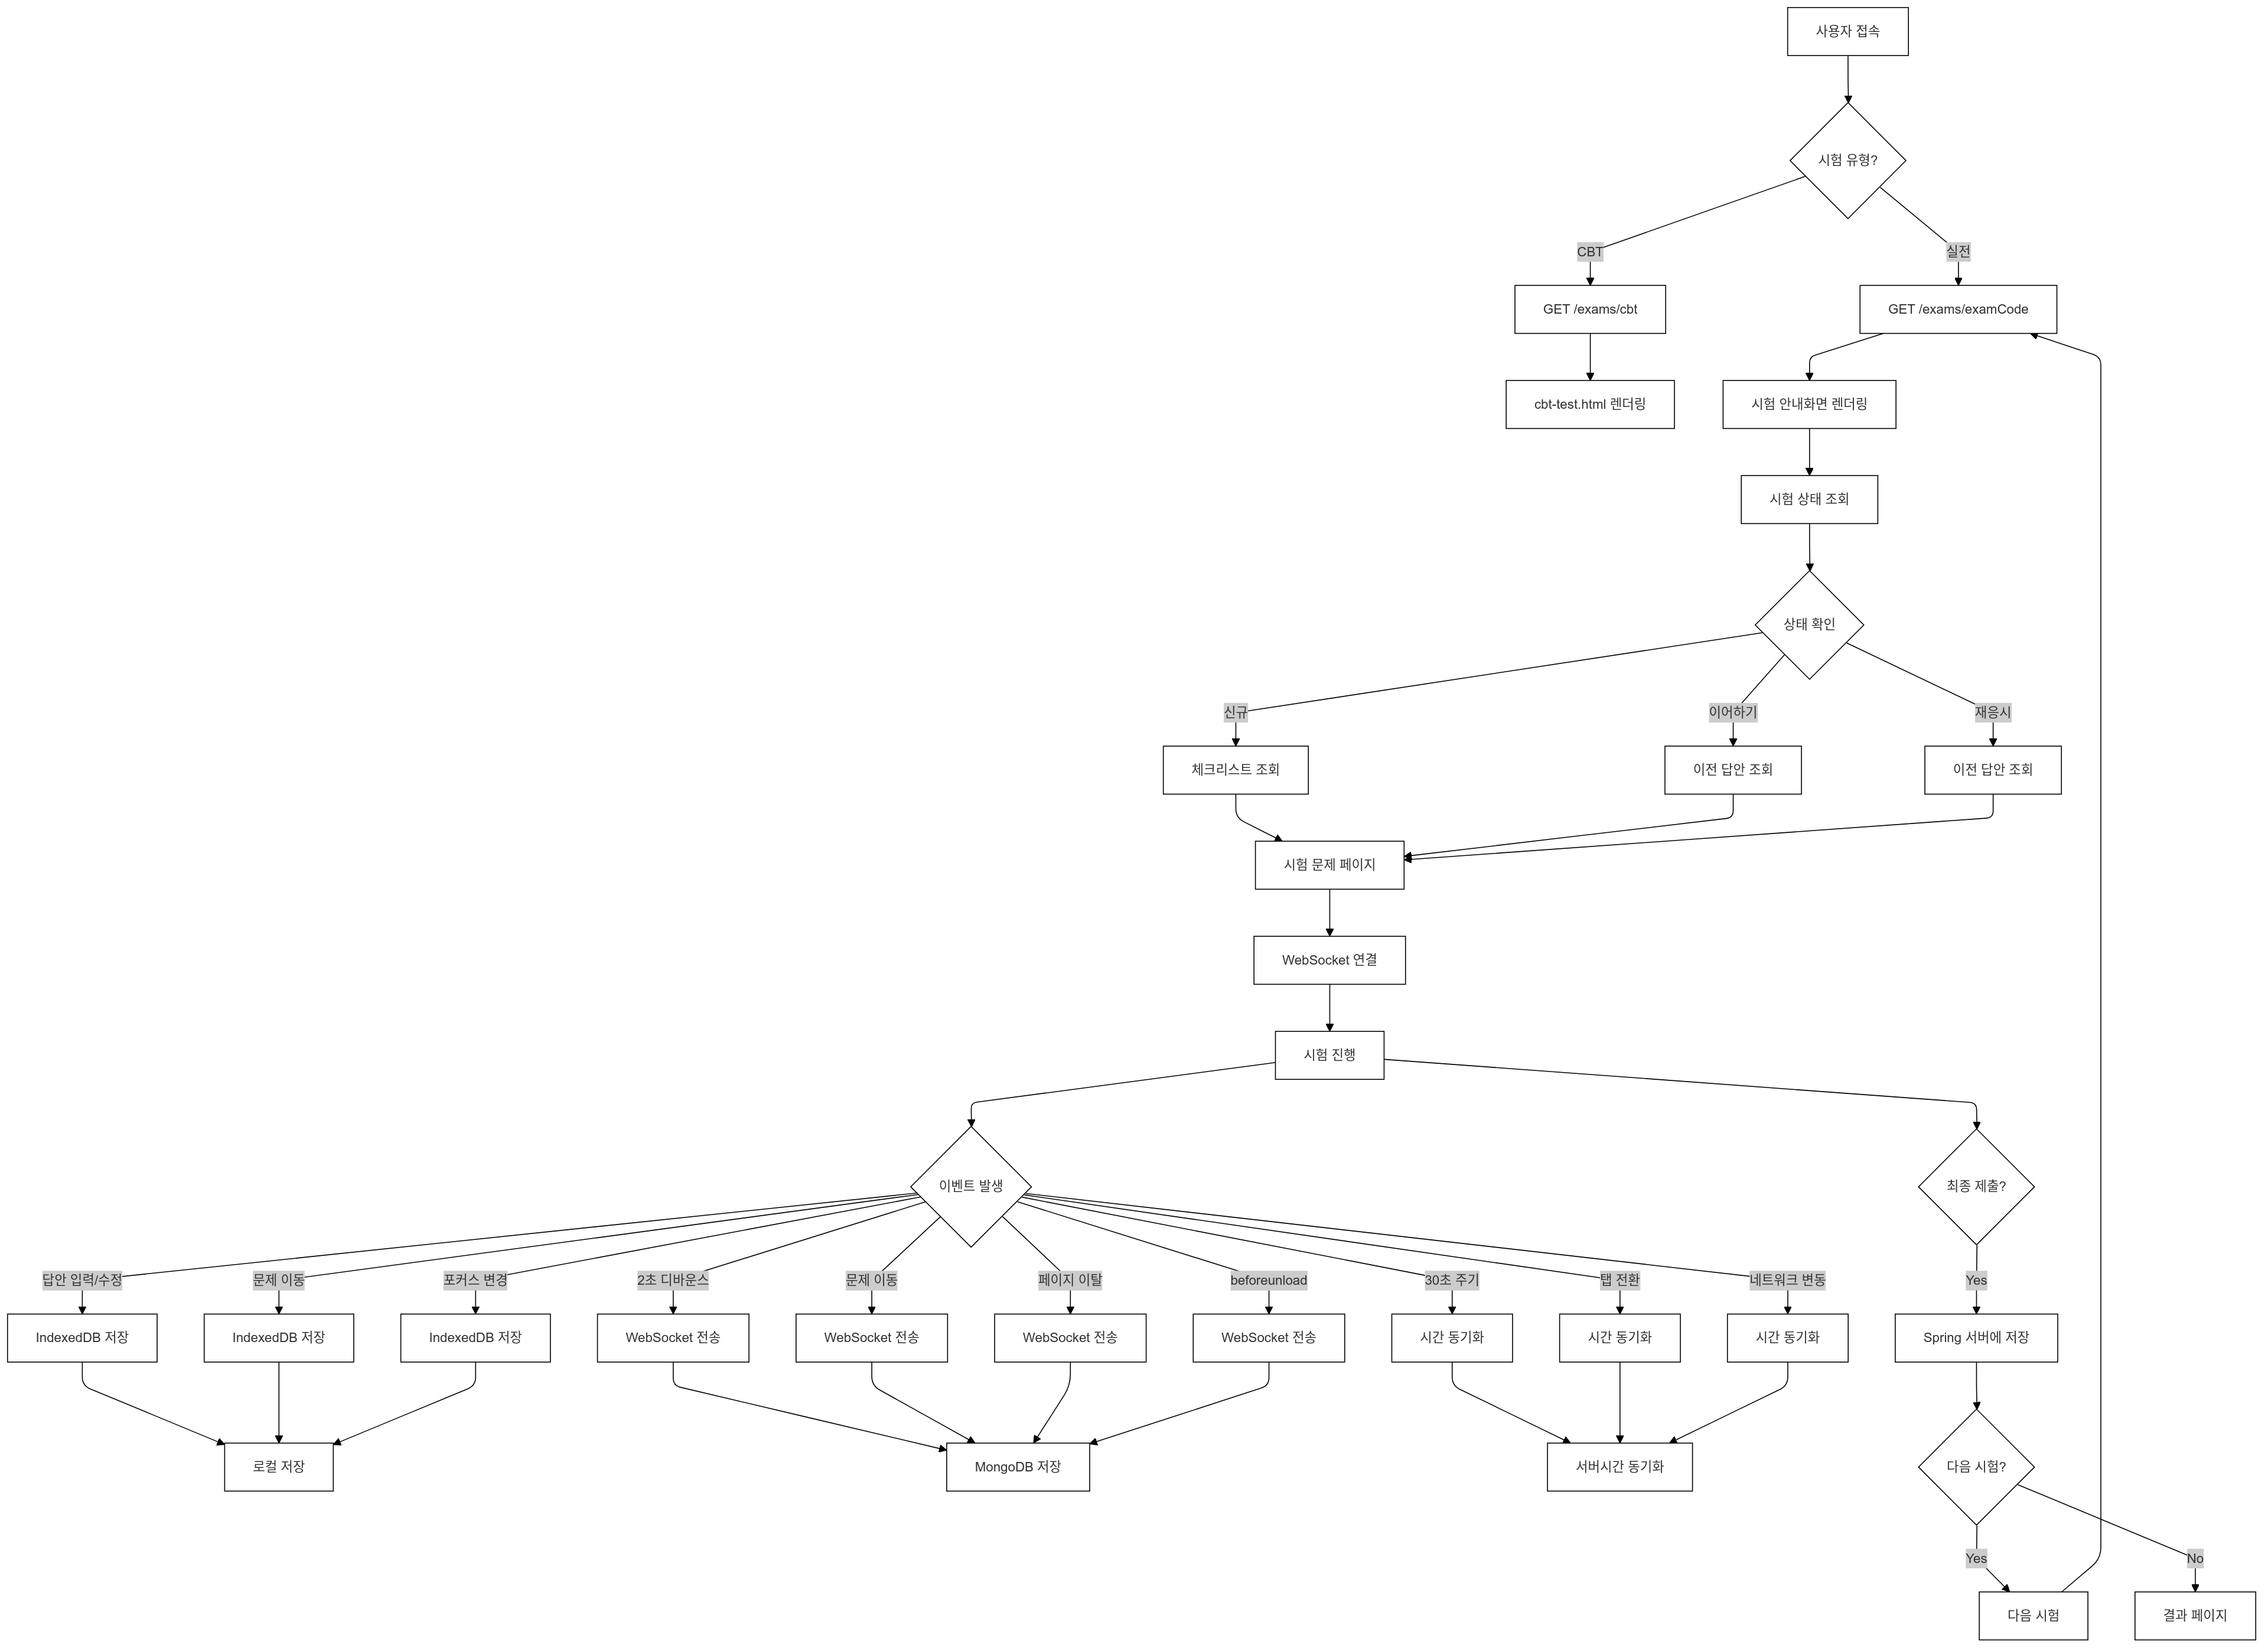 사용자 접속
시험 유형?
CBT
실전
GET /exams/cbt
GET /exams/examCode
cbt-test.html 렌더링
시험 안내화면 렌더링
시험 상태 조회
상태 확인
신규
이어하기
재응시
체크리스트 조회
이전 답안 조회
이전 답안 조회
시험 문제 페이지
WebSocket 연결
시험 진행
이벤트 발생
최종 제출?
답안 입력/수정
문제 이동
포커스 변경
2초 디바운스
문제 이동
페이지 이탈
beforeunload
30초 주기
탭 전환
네트워크 변동
Yes
IndexedDB 저장
IndexedDB 저장
IndexedDB 저장
WebSocket 전송
WebSocket 전송
WebSocket 전송
WebSocket 전송
시간 동기화
시간 동기화
시간 동기화
Spring 서버에 저장
로컬 저장
MongoDB 저장
서버시간 동기화
다음 시험?
Yes
No
다음 시험
결과 페이지